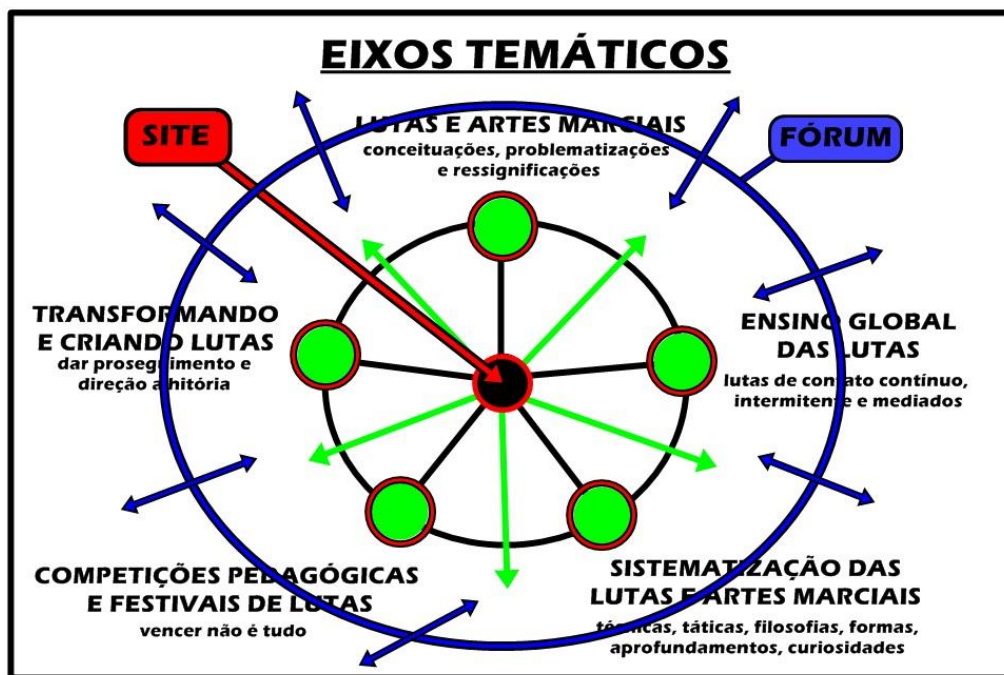 EIXOS TEMÁTICOS
SITE
FÓRUM
LUTAS E ARTES MARCIAIS
conceituações, problematizações
e ressignificações
TRANSFORMANDO
E CRIANDO LUTAS
dar proseguimento e
direção a hitória
ENSINO GLOBAL
DAS LUTAS
lutas de contato contínuo,
intermitente e mediados
COMPETIÇÕES PEDAGÓGICAS
E FESTIVAIS DE LUTAS
vencer não é tudo
SISTEMATIZAÇÃO DAS
LUTAS E ARTES MARCIAIS
técnicas, táticas, filosofias, formas,
aprofundamentos, curiosidades